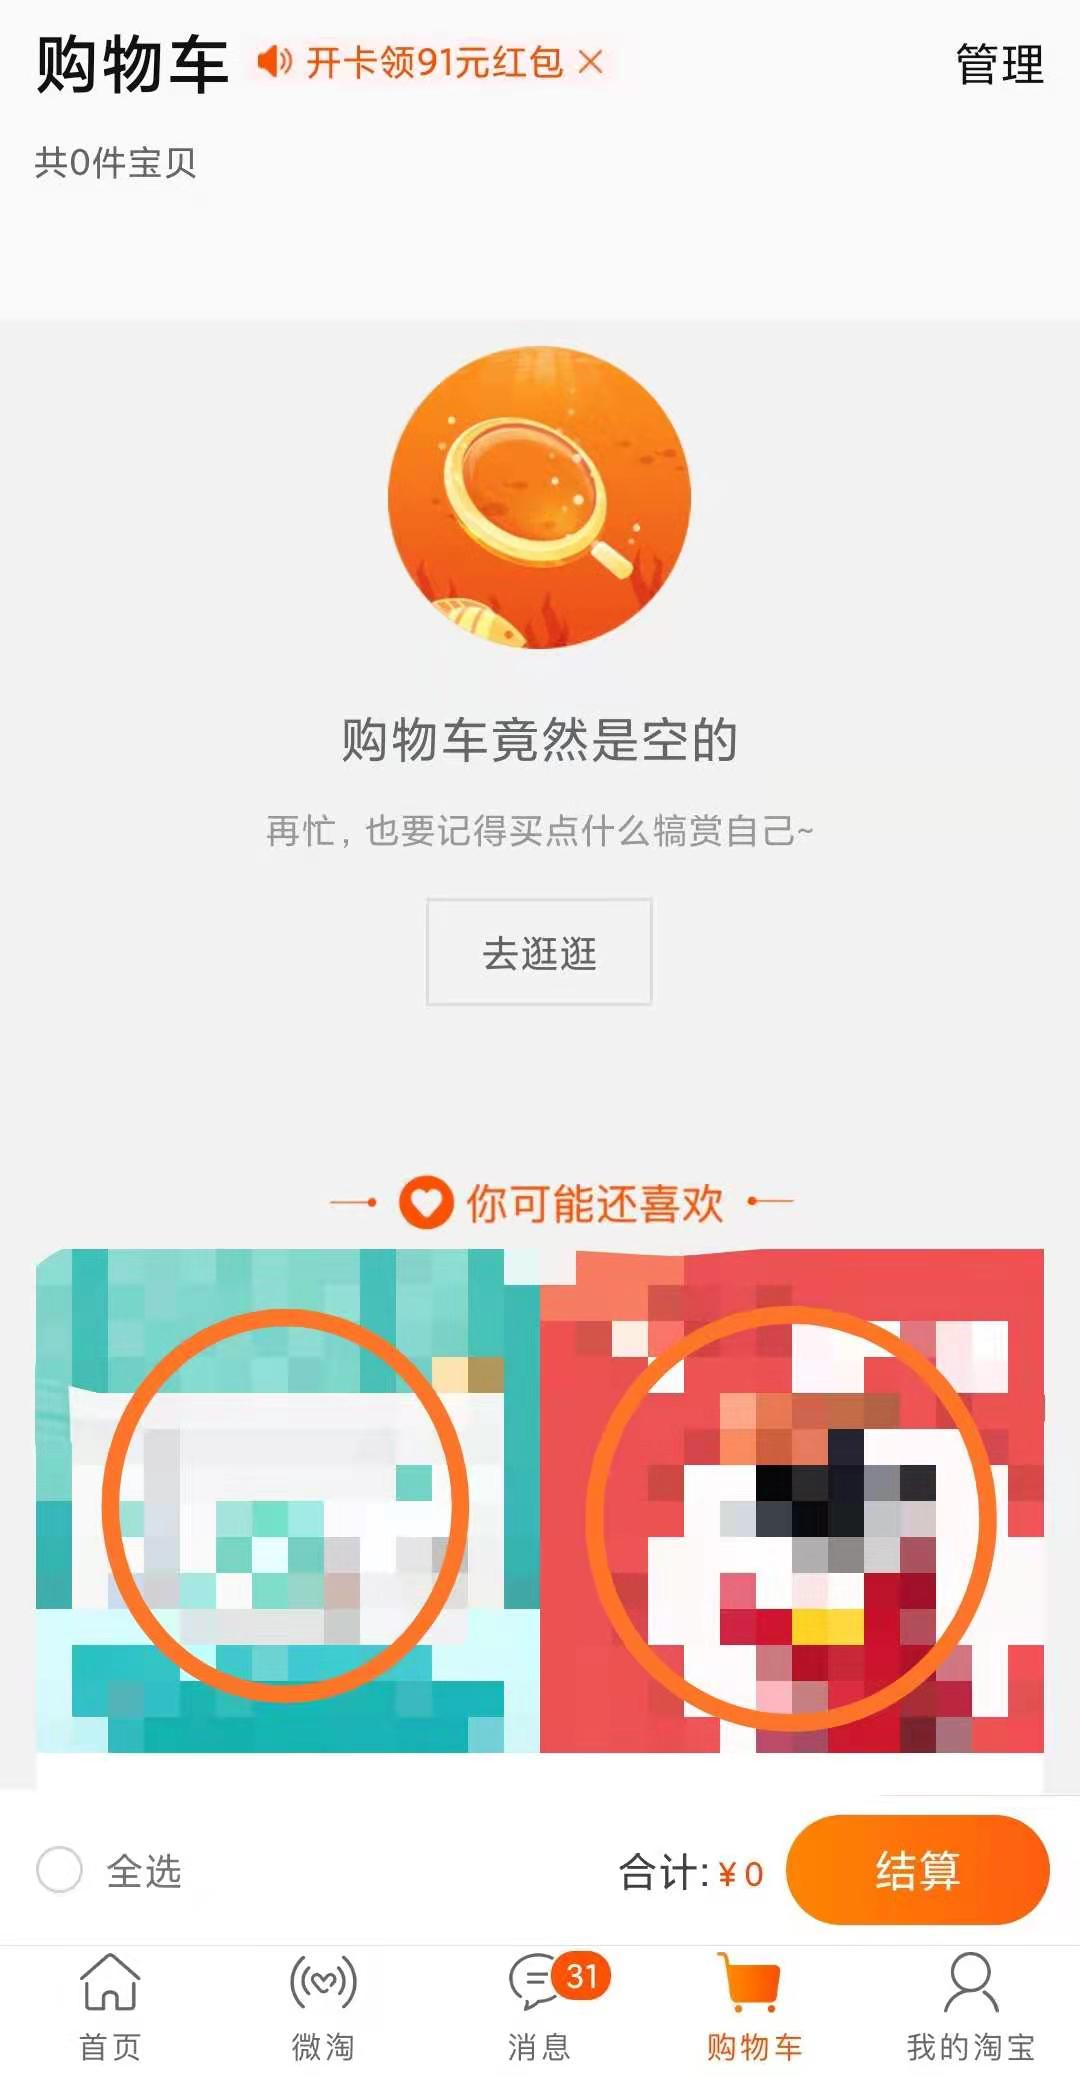 购物车
开卡领91元红包
管理
共0件宝贝
购物车竟然是空的
再忙，也要记得买点什么犒赏自己~
去逛逛
你可能还喜欢
全选
合计:￥0
结算
31
首页
微淘
消息
购物车
我的淘宝